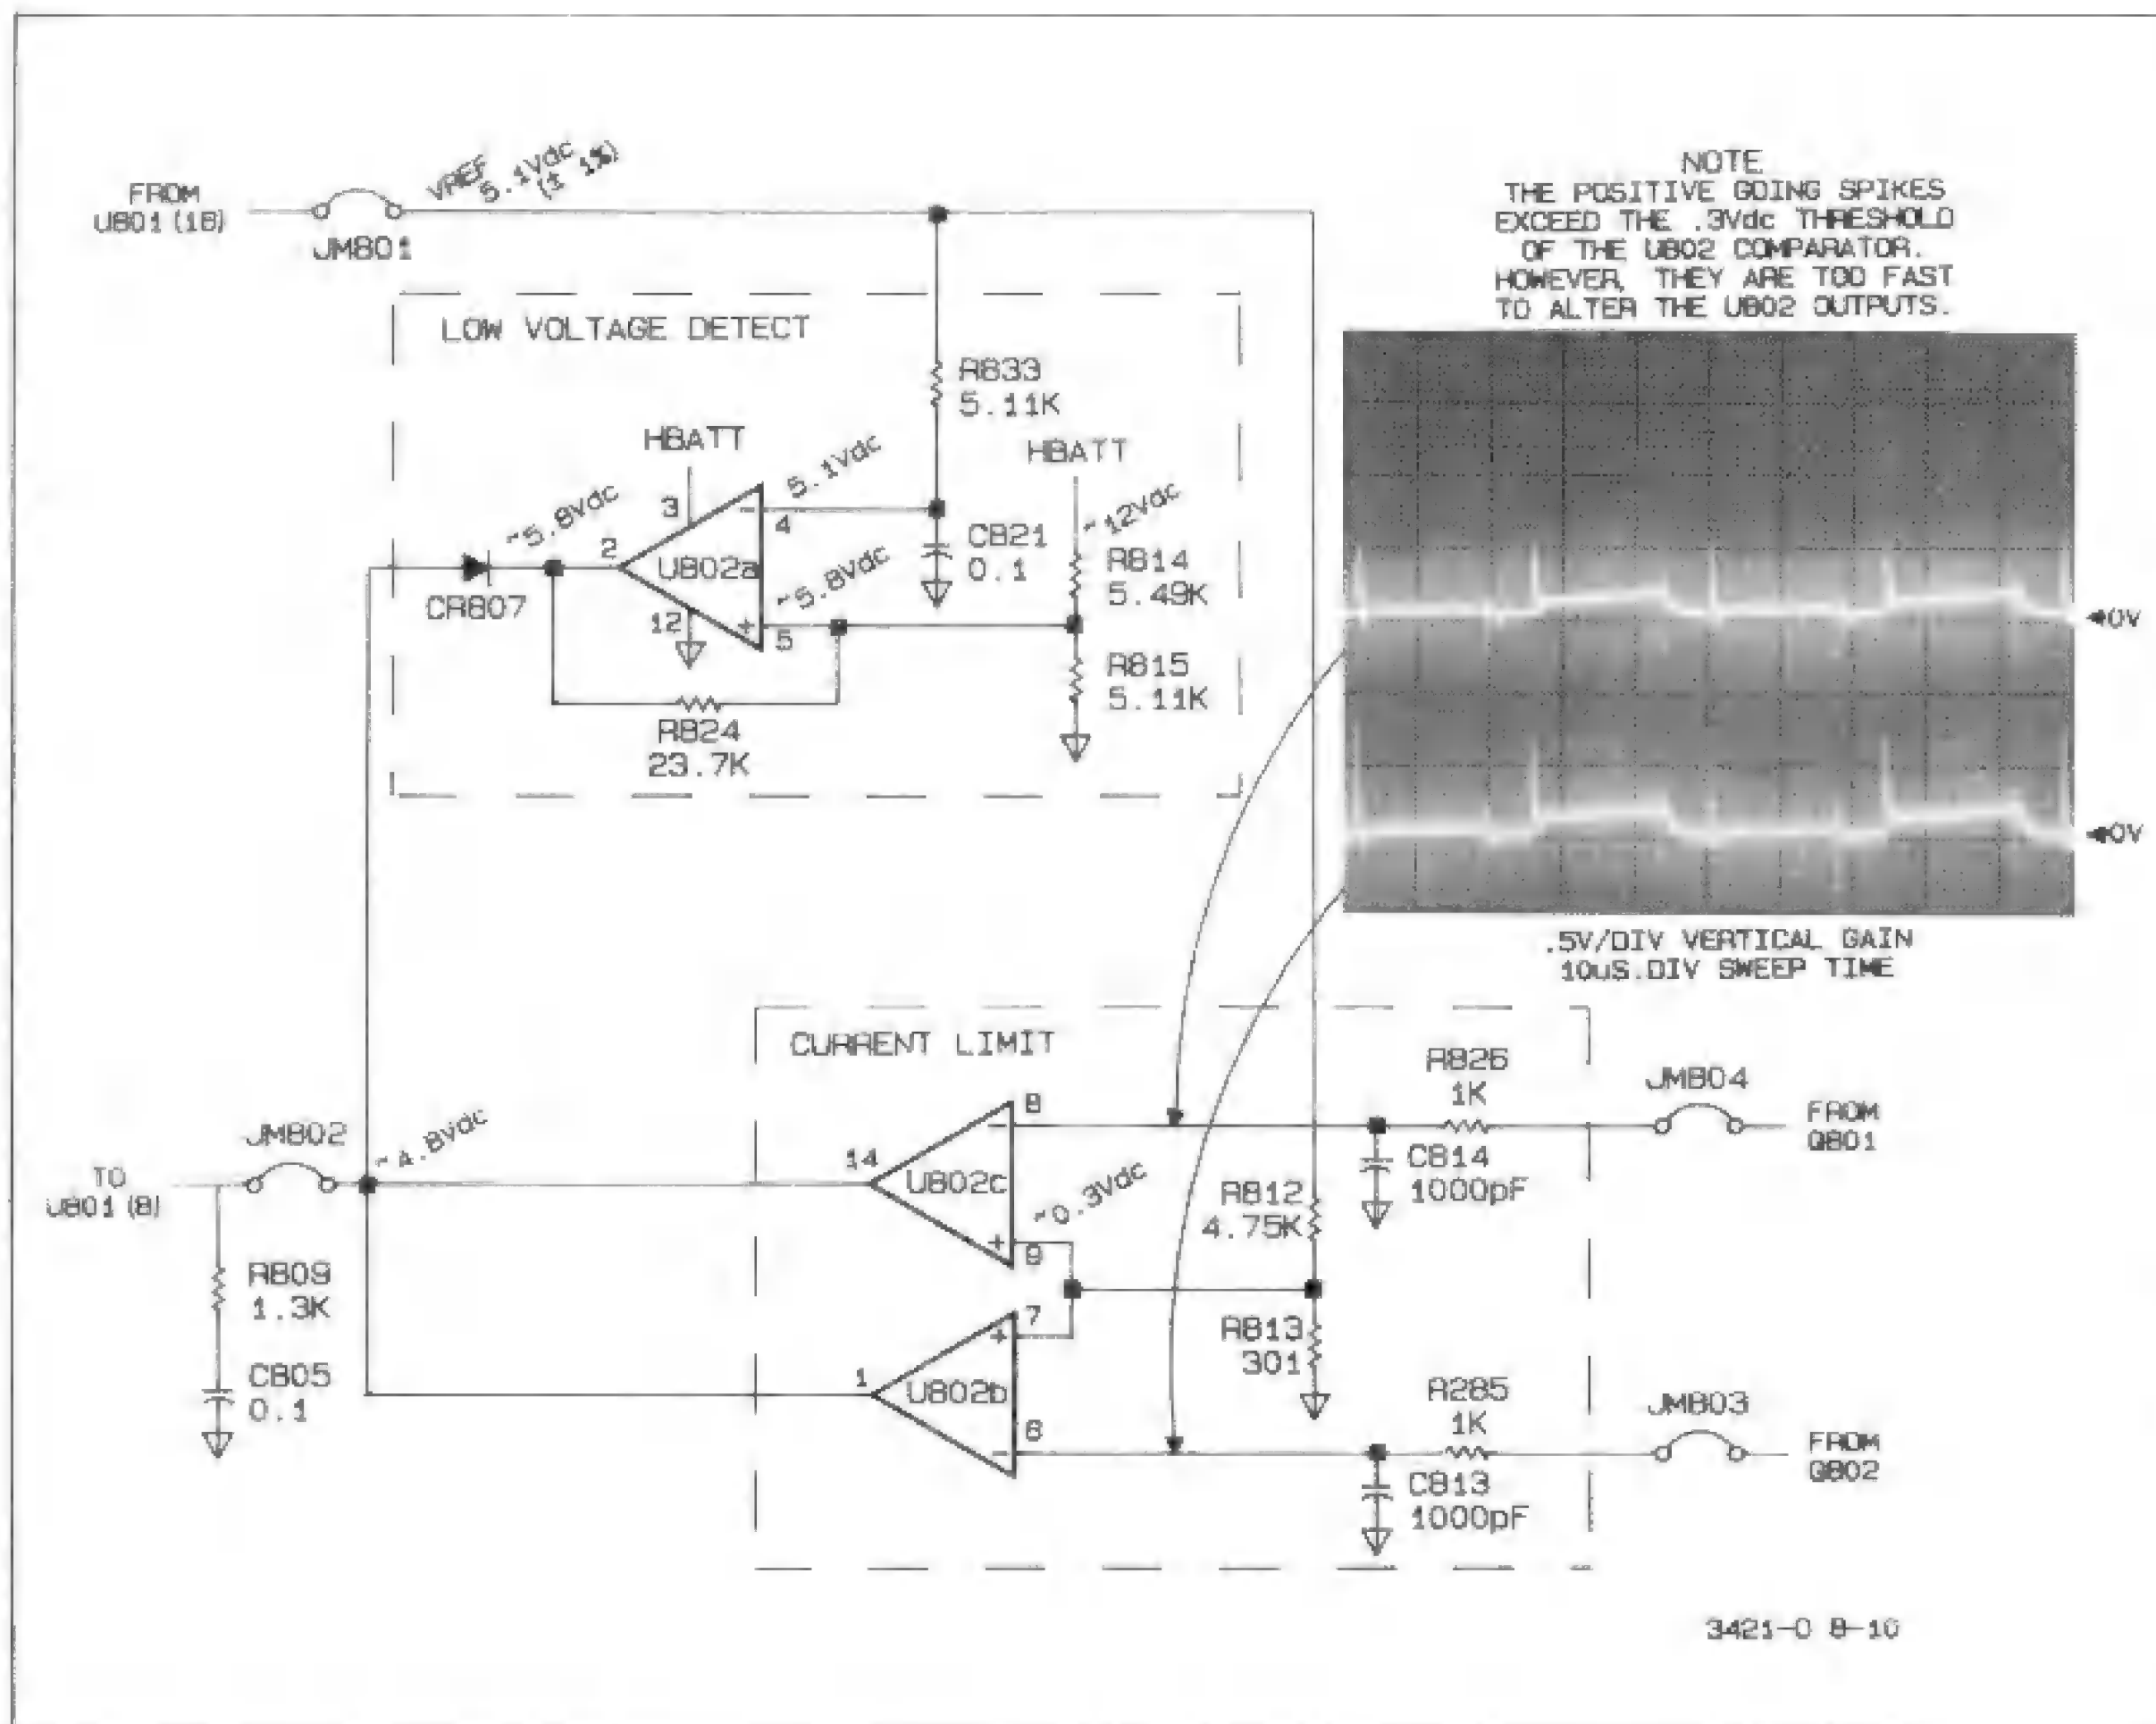 FROM
U801 (16)
JM801
VREF
5.1Vdc
(± 1%)
NOTE
THE POSITIVE GOING SPIKES
EXCEED THE .3Vdc THRESHOLD
OF THE U802 COMPARATOR.
HOWEVER, THEY ARE TOO FAST
TO ALTER THE U802 OUTPUTS.
LOW VOLTAGE DETECT
R833
5.11K
HBATT
5.1Vdc
HBATT
3
~5.8Vdc
4
~12Vdc
2
U802a
C821
0.1
R814
5.49K
CR807
~5.8Vdc
12
5
R815
5.11K
R824
23.7K
0V
0V
.5V/DIV VERTICAL GAIN
10uS.DIV SWEEP TIME
CURRENT LIMIT
R826
1K
JM804
FROM
Q801
8
JM802
~4.8Vdc
14
U802c
C814
1000pF
TO
U801 (8)
~0.3Vdc
R812
4.75K
9
R809
1.3K
7
R813
301
C805
0.1
1
U802b
6
R285
1K
JM803
FROM
Q802
C813
1000pF
3421-0 8-10